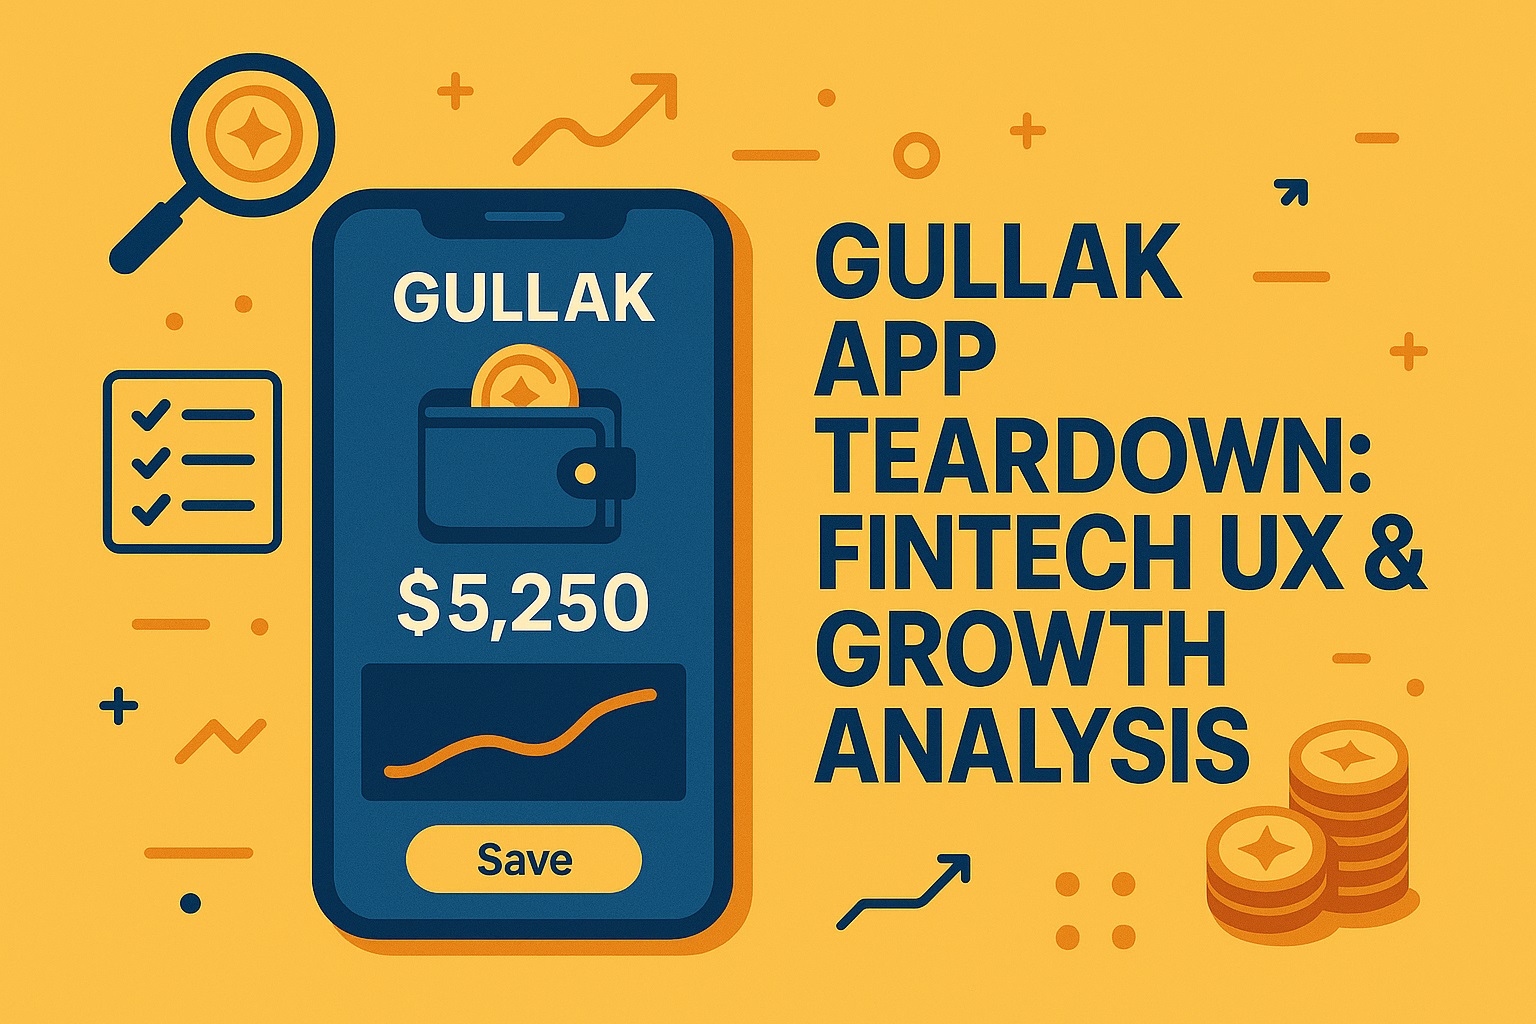 GULLAK
$5,250
Save
GULLAK
APP
TEARDOWN:
FINTECH UX &
GROWTH
ANALYSIS